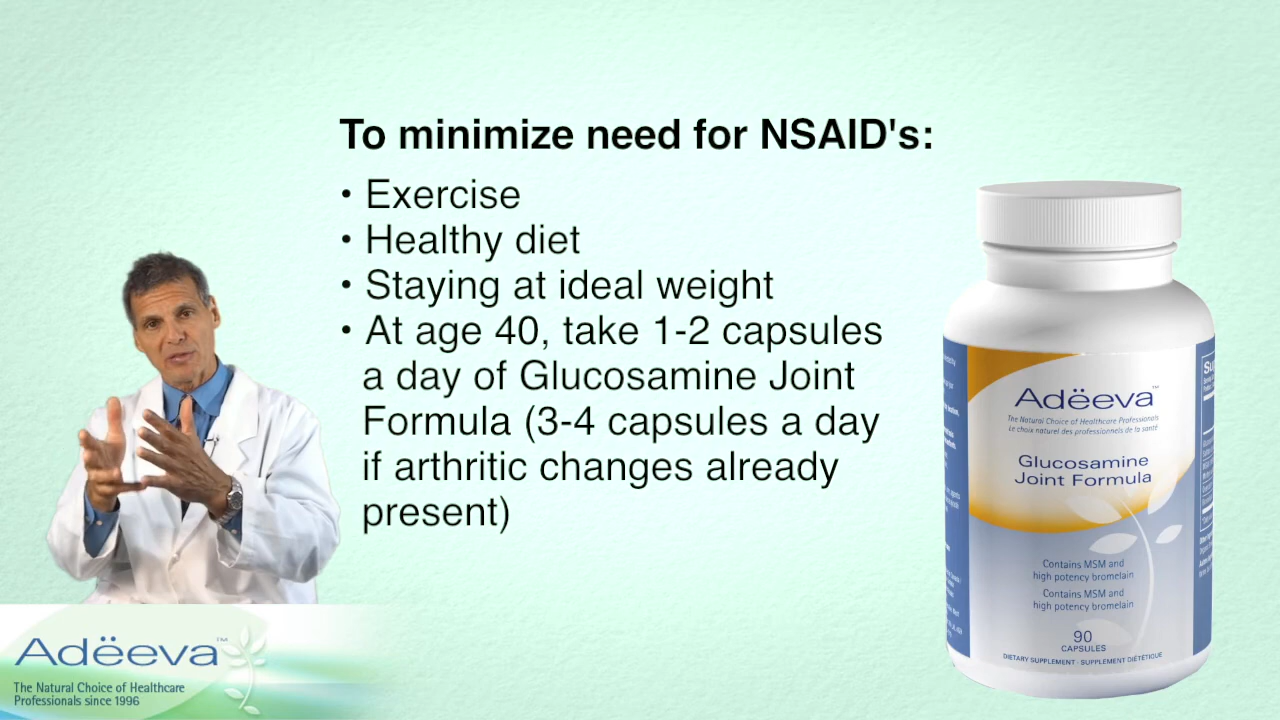 To minimize need for NSAID's:
• Exercise
• Healthy diet
• Staying at ideal weight
• At age 40, take 1-2 capsules
a day of Glucosamine Joint
Formula (3-4 capsules a day
if arthritic changes already
present)
Adëeva™
The Natural Choice of Healthcare Professionals
Le choix naturel des professionnels de la santé
Glucosamine
Joint Formula
Contains MSM and
high potency bromelain
Contains MSM and
high potency bromelain
90
CAPSULES
DIETARY SUPPLEMENT · SUPPLEMENT DIÉTÉTIQUE
Adëeva™
The Natural Choice of Healthcare
Professionals since 1996